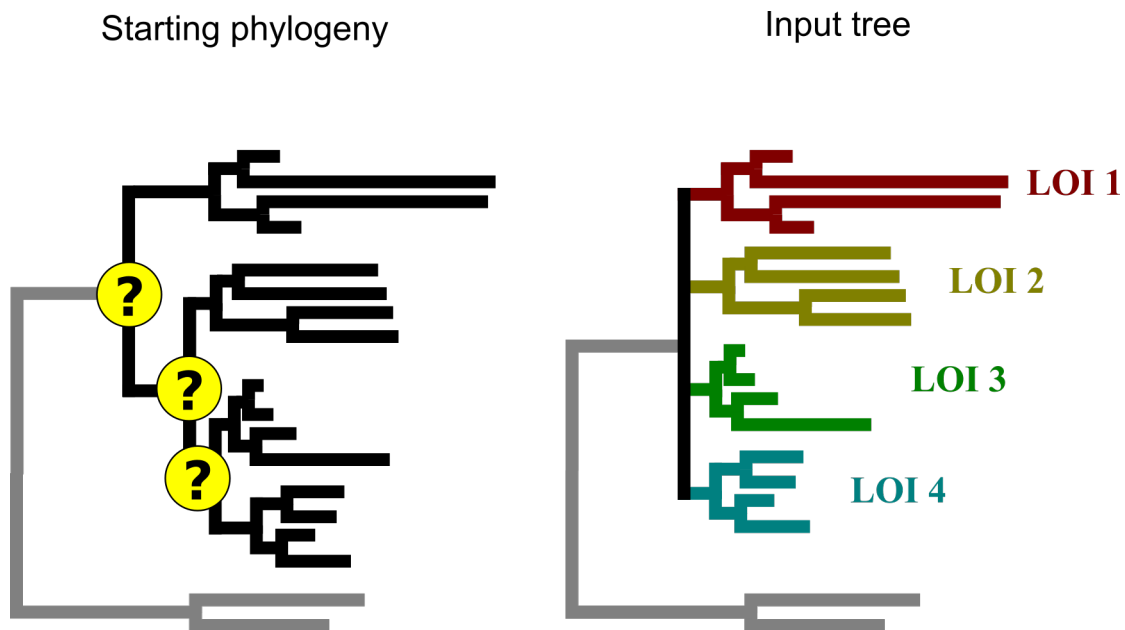 Starting phylogeny
Input tree
LOI 1
?
LOI 2
?
LOI 3
?
LOI 4